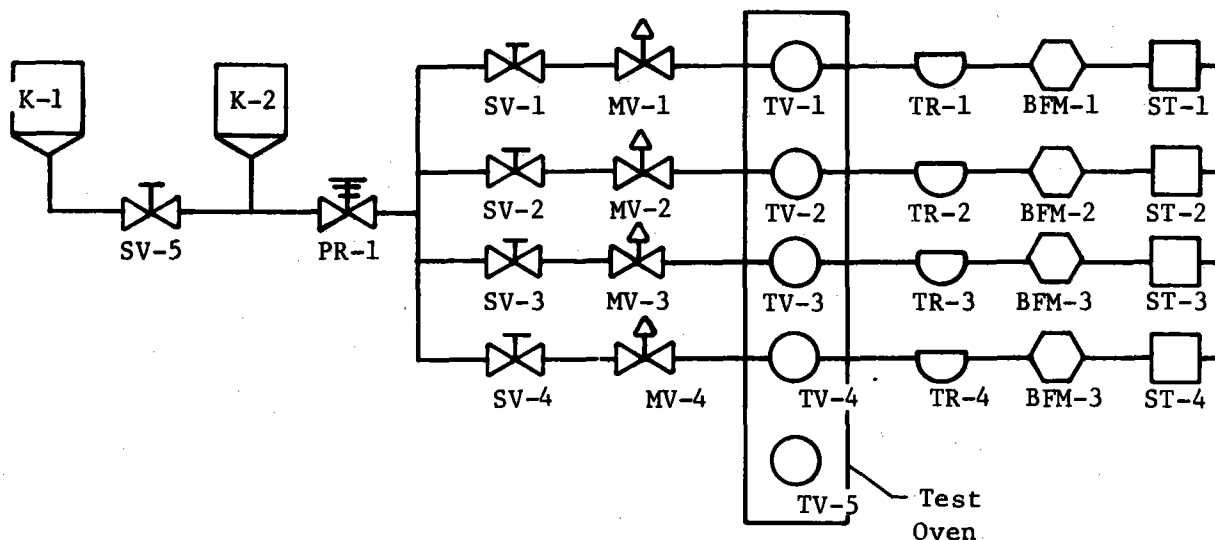 K-1
K-2
SV-1
MV-1
TV-1
TR-1
BFM-1
ST-1
SV-2
MV-2
TV-2
TR-2
BFM-2
ST-2
SV-5
PR-1
SV-3
MV-3
TV-3
TR-3
BFM-3
ST-3
SV-4
MV-4
TV-4
TR-4
BFM-3
ST-4
TV-5
Test
Oven